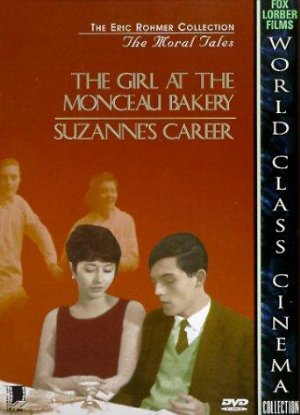 THE ERIC ROHMER COLLECTION
The Moral Tales
THE GIRL AT THE
MONCEAU BAKERY
SUZANNE'S CAREER
FOX
LORBER
FILMS
WORLD CLASS CINEMA
COLLECTION
DVD
VIDEO